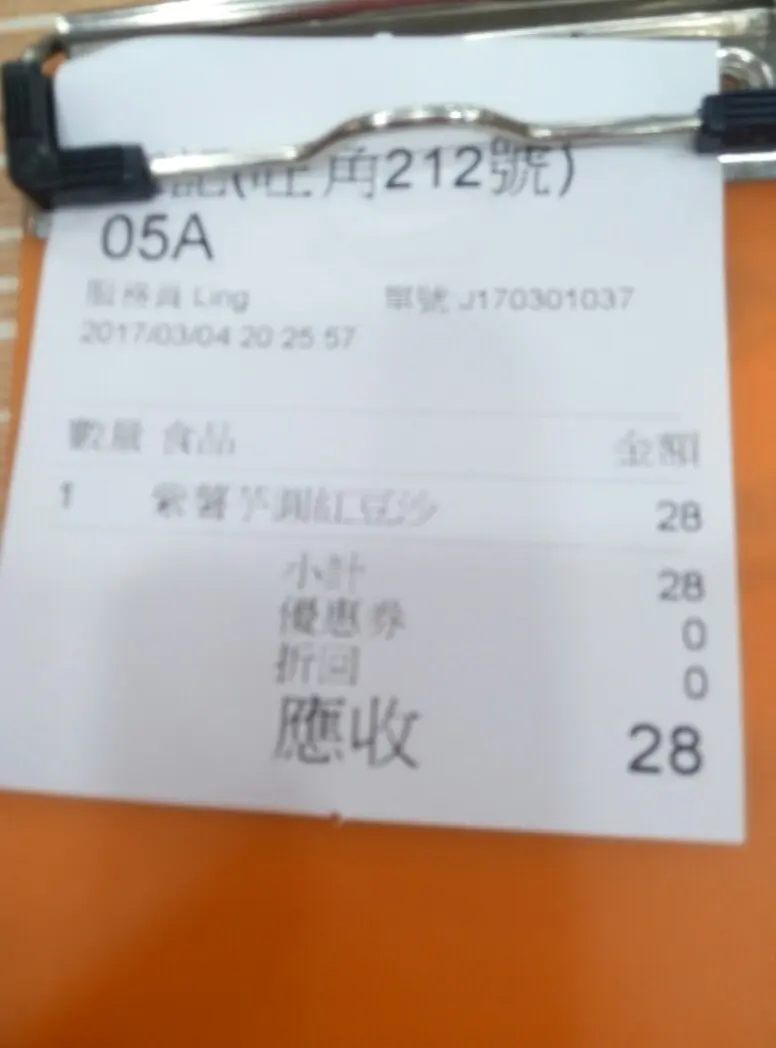 記(旺角212號)
05A
服務員 Ling 單號 J170301037
2017/03/04 20:25:57
數量 食品 金額
1 紫薯芋圓紅豆沙 28
小計 28
優惠券 0
折回 0
應收 28